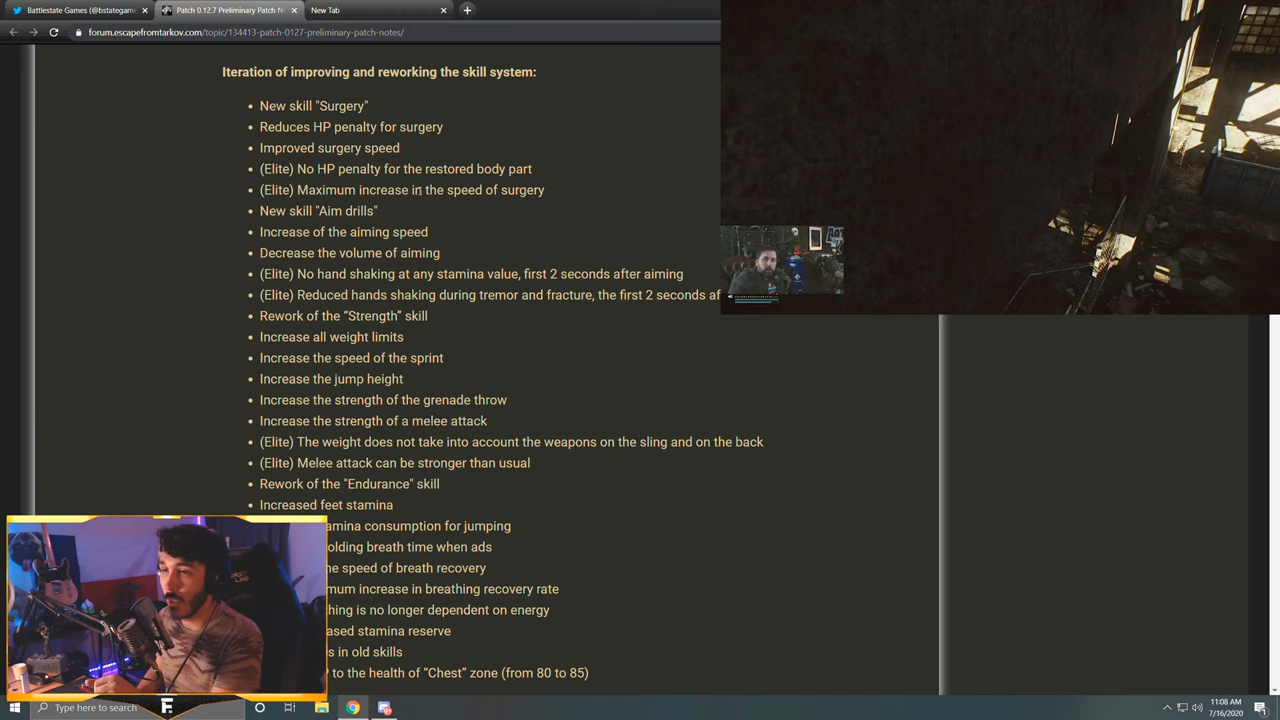 Battlestate Games (@bstategam
Patch 0.12.7 Preliminary Patch N
New Tab
forum.escapefromtarkov.com/topic/134413-patch-0127-preliminary-patch-notes/
Iteration of improving and reworking the skill system:
New skill "Surgery"
Reduces HP penalty for surgery
Improved surgery speed
(Elite) No HP penalty for the restored body part
(Elite) Maximum increase in the speed of surgery
New skill "Aim drills"
Increase of the aiming speed
Decrease the volume of aiming
(Elite) No hand shaking at any stamina value, first 2 seconds after aiming
(Elite) Reduced hands shaking during tremor and fracture, the first 2 seconds af
Rework of the “Strength” skill
Increase all weight limits
Increase the speed of the sprint
Increase the jump height
Increase the strength of the grenade throw
Increase the strength of a melee attack
(Elite) The weight does not take into account the weapons on the sling and on the back
(Elite) Melee attack can be stronger than usual
Rework of the "Endurance" skill
Increased feet stamina
amina consumption for jumping
olding breath time when ads
he speed of breath recovery
mum increase in breathing recovery rate
hing is no longer dependent on energy
ased stamina reserve
s in old skills
P to the health of “Chest” zone (from 80 to 85)
Type here to search
11:08 AM
7/16/2020